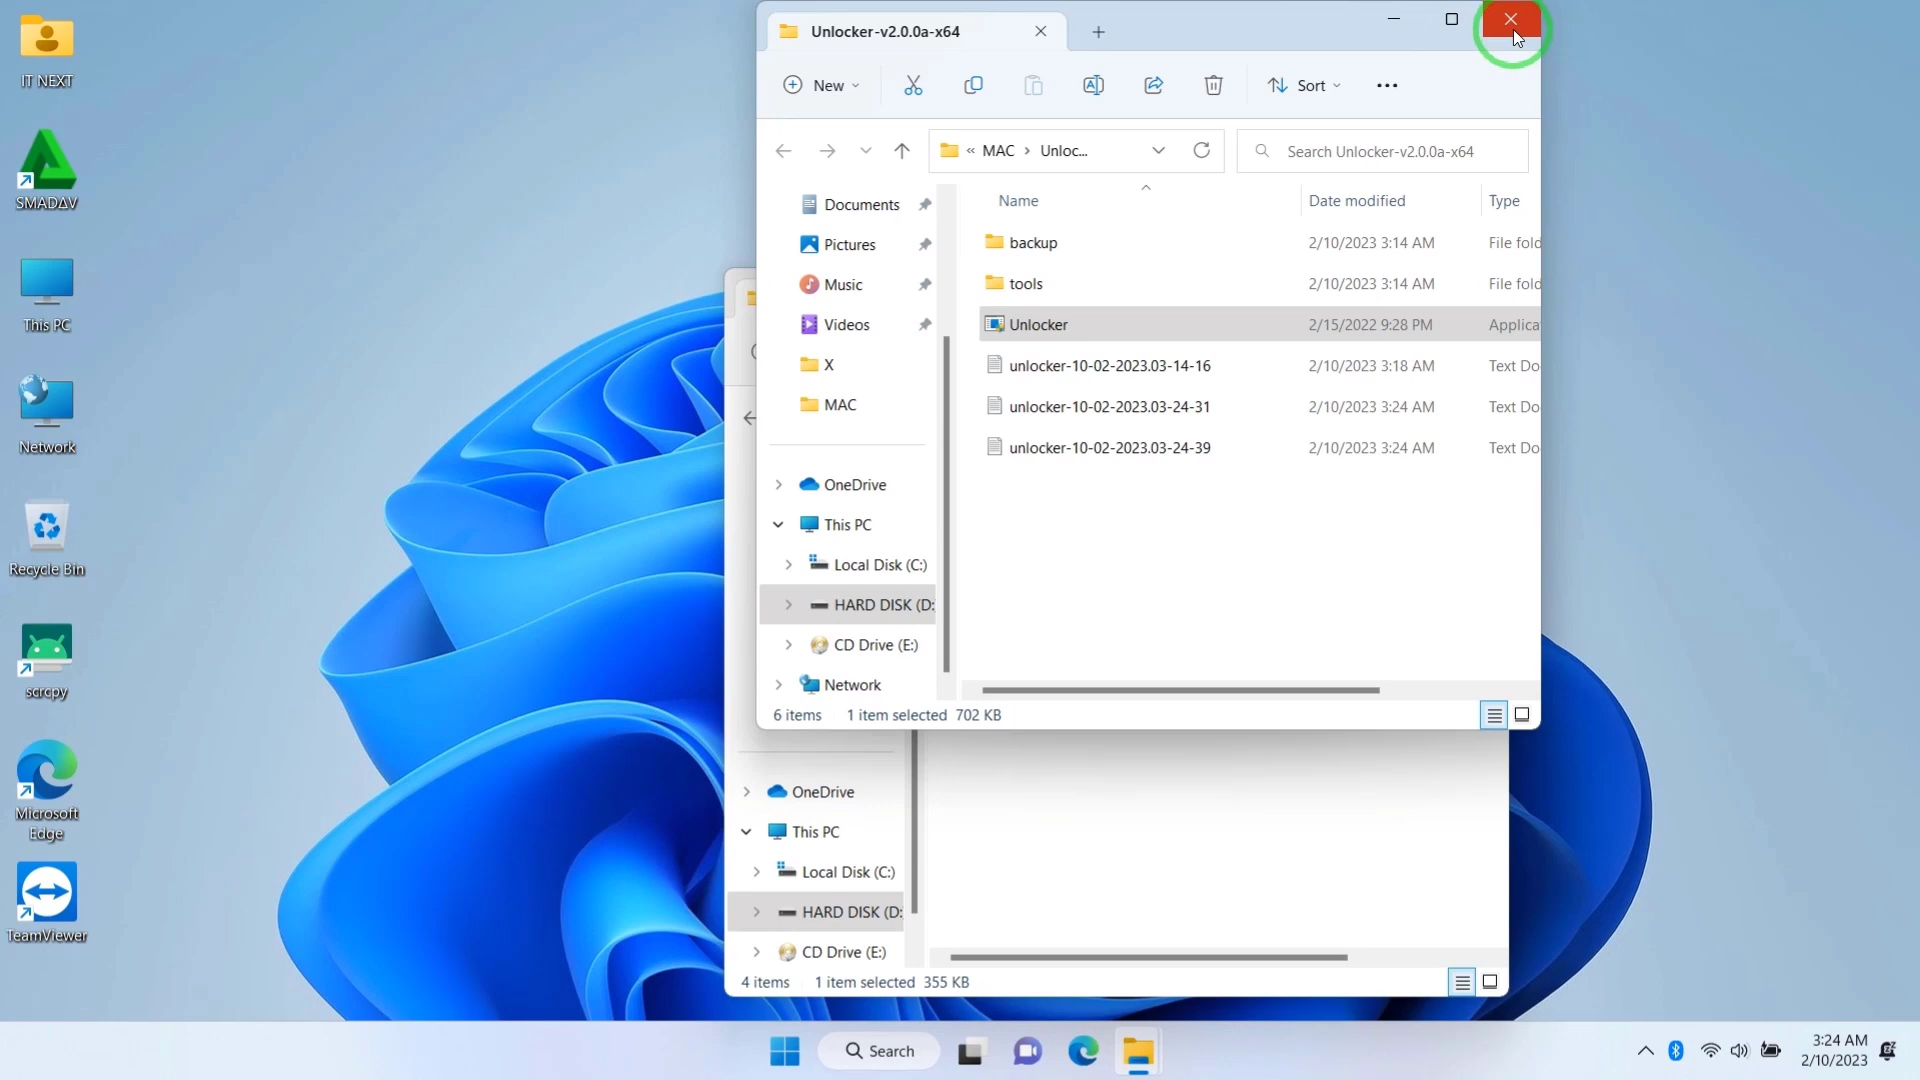 IT NEXT
SMADΔV
This PC
Network
Recycle Bin
scrcpy
Microsoft
Edge
TeamViewer
Unlocker-v2.0.0a-x64
New
Sort
« MAC › Unloc...
Search Unlocker-v2.0.0a-x64
Documents
Pictures
Music
Videos
X
MAC
OneDrive
This PC
Local Disk (C:)
HARD DISK (D:
CD Drive (E:)
Network
Name Date modified Type
backup 2/10/2023 3:14 AM File fold
tools 2/10/2023 3:14 AM File fold
Unlocker 2/15/2022 9:28 PM Applica
unlocker-10-02-2023.03-14-16 2/10/2023 3:18 AM Text Do
unlocker-10-02-2023.03-24-31 2/10/2023 3:24 AM Text Do
unlocker-10-02-2023.03-24-39 2/10/2023 3:24 AM Text Do
6 items 1 item selected 702 KB
OneDrive
This PC
Local Disk (C:)
HARD DISK (D:
CD Drive (E:)
4 items 1 item selected 355 KB
Search
3:24 AM
2/10/2023